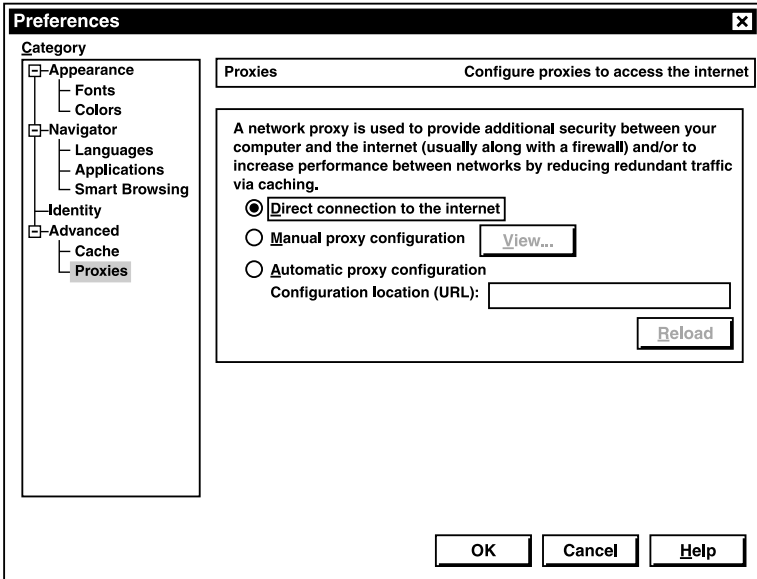 Preferences
Category
Appearance
Fonts
Colors
Navigator
Languages
Applications
Smart Browsing
Identity
Advanced
Cache
Proxies
Proxies Configure proxies to access the internet
A network proxy is used to provide additional security between your
computer and the internet (usually along with a firewall) and/or to
increase performance between networks by reducing redundant traffic
via caching.
Direct connection to the internet
Manual proxy configuration View...
Automatic proxy configuration
Configuration location (URL):
Reload
OK Cancel Help